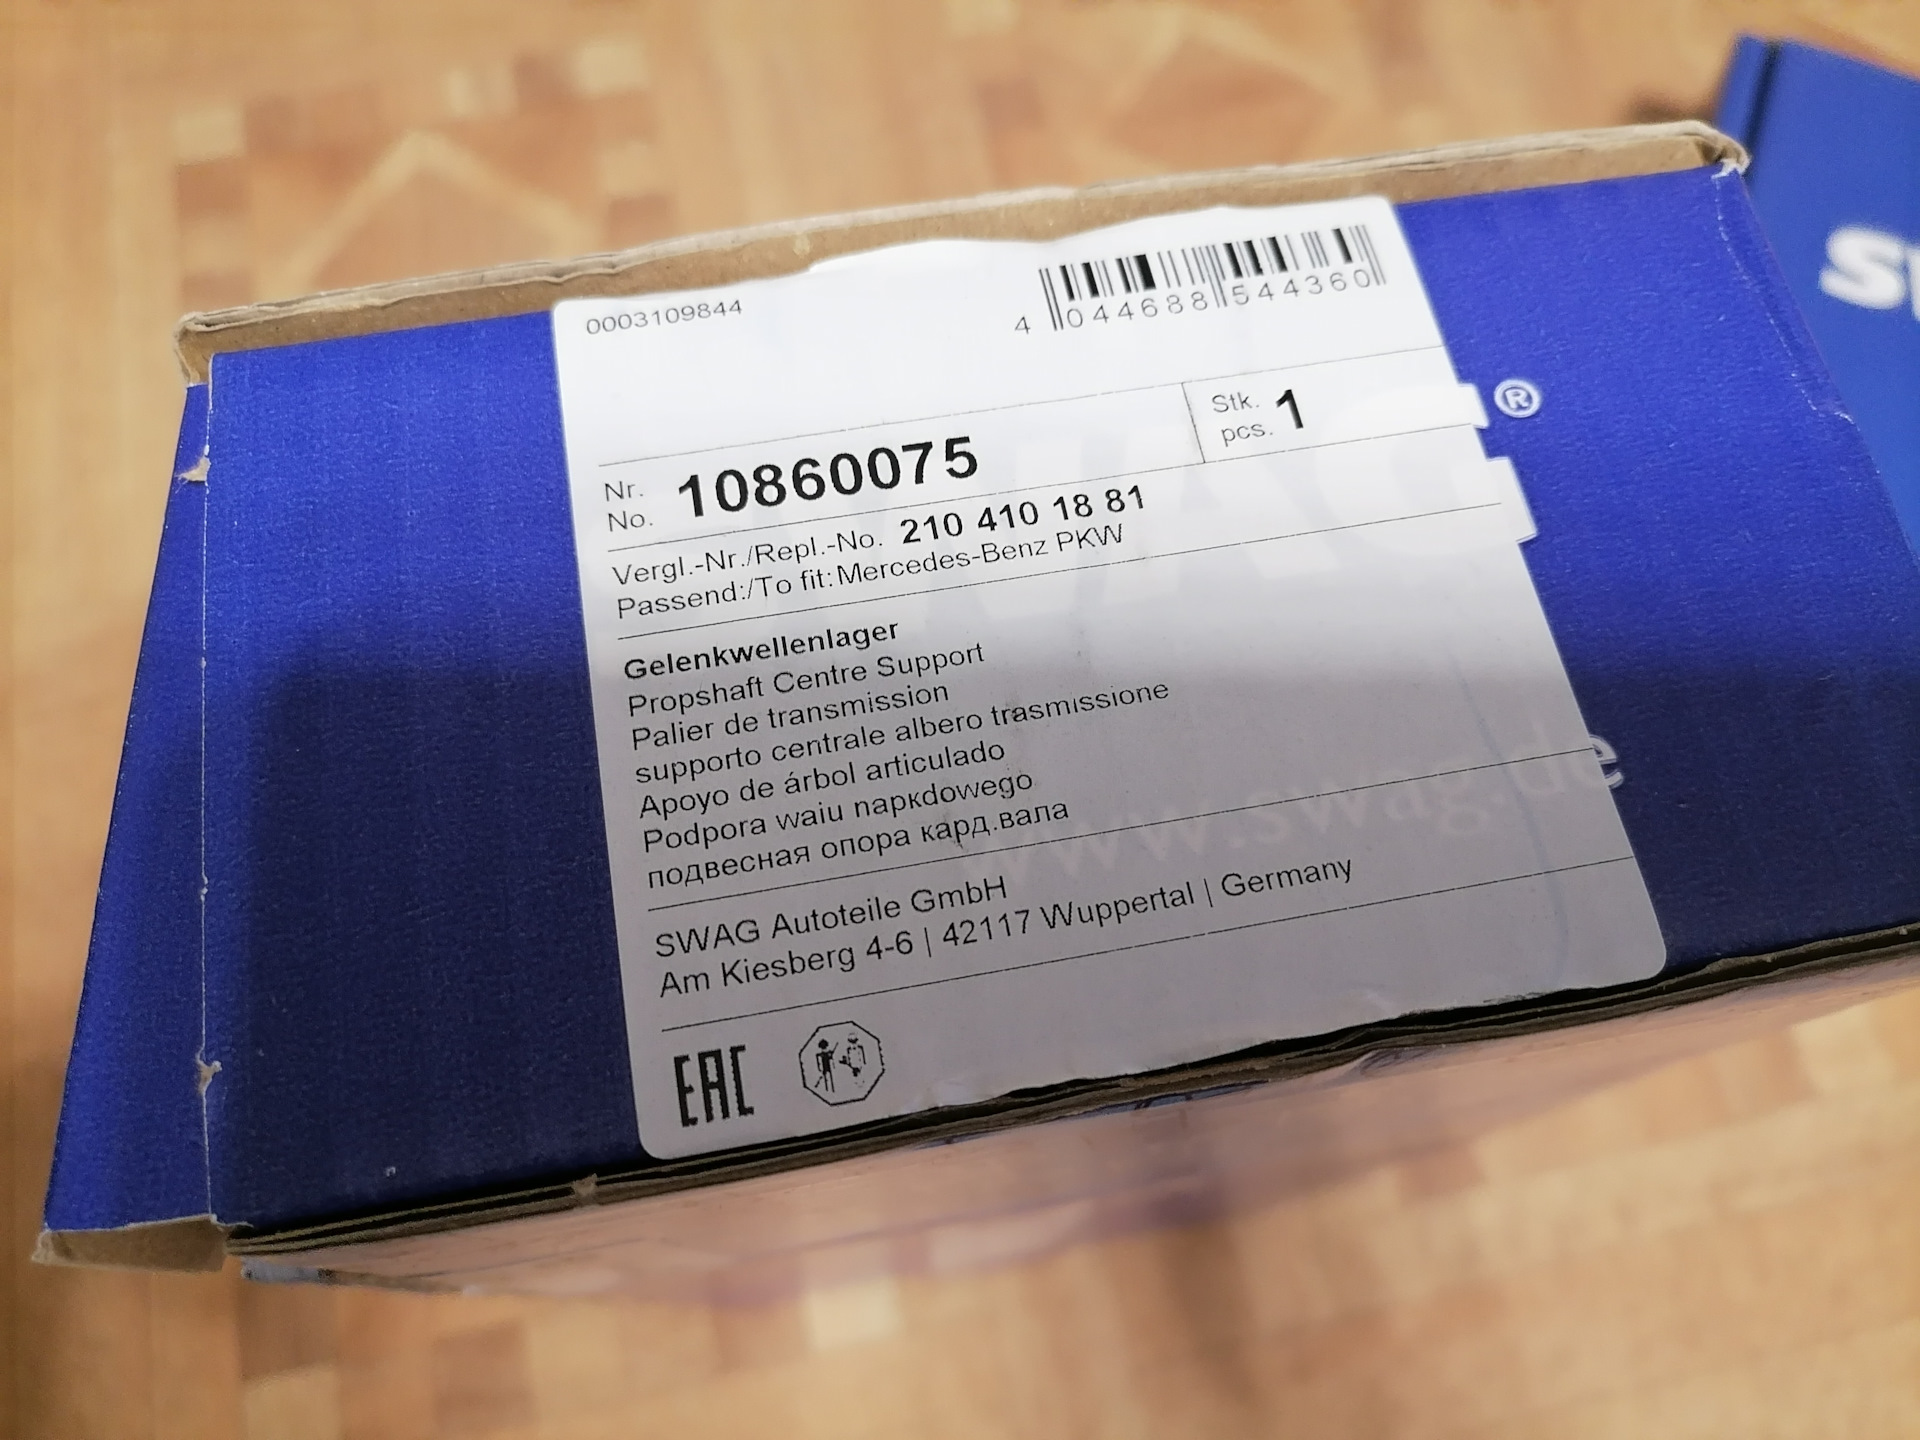 0003109844
4 044688 544360
Stk.
pcs. 1
®
Nr.
No. 10860075
Vergl.-Nr./Repl.-No. 210 410 18 81
Passend:/To fit: Mercedes-Benz PKW
Gelenkwellenlager
Propshaft Centre Support
Palier de transmission
supporto centrale albero trasmissione
Apoyo de árbol articulado
Podpora waiu napкdowego
подвесная опора кард.вала
www.swag.de
SWAG Autoteile GmbH
Am Kiesberg 4-6 | 42117 Wuppertal | Germany
EAC